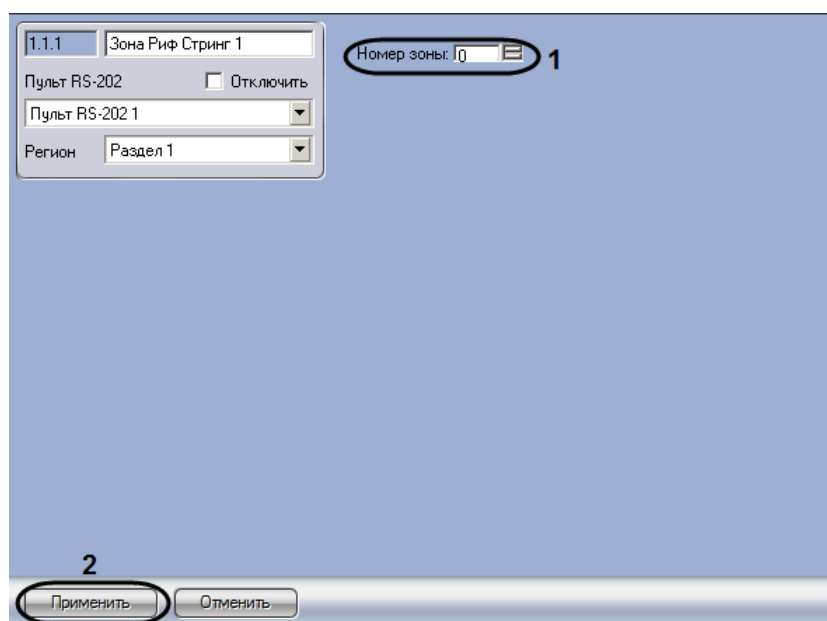 1.1.1 Зона Риф Стринг 1
Номер зоны: 0 1
Пульт RS-202 Отключить
Пульт RS-202 1
Регион Раздел 1
2
Применить Отменить